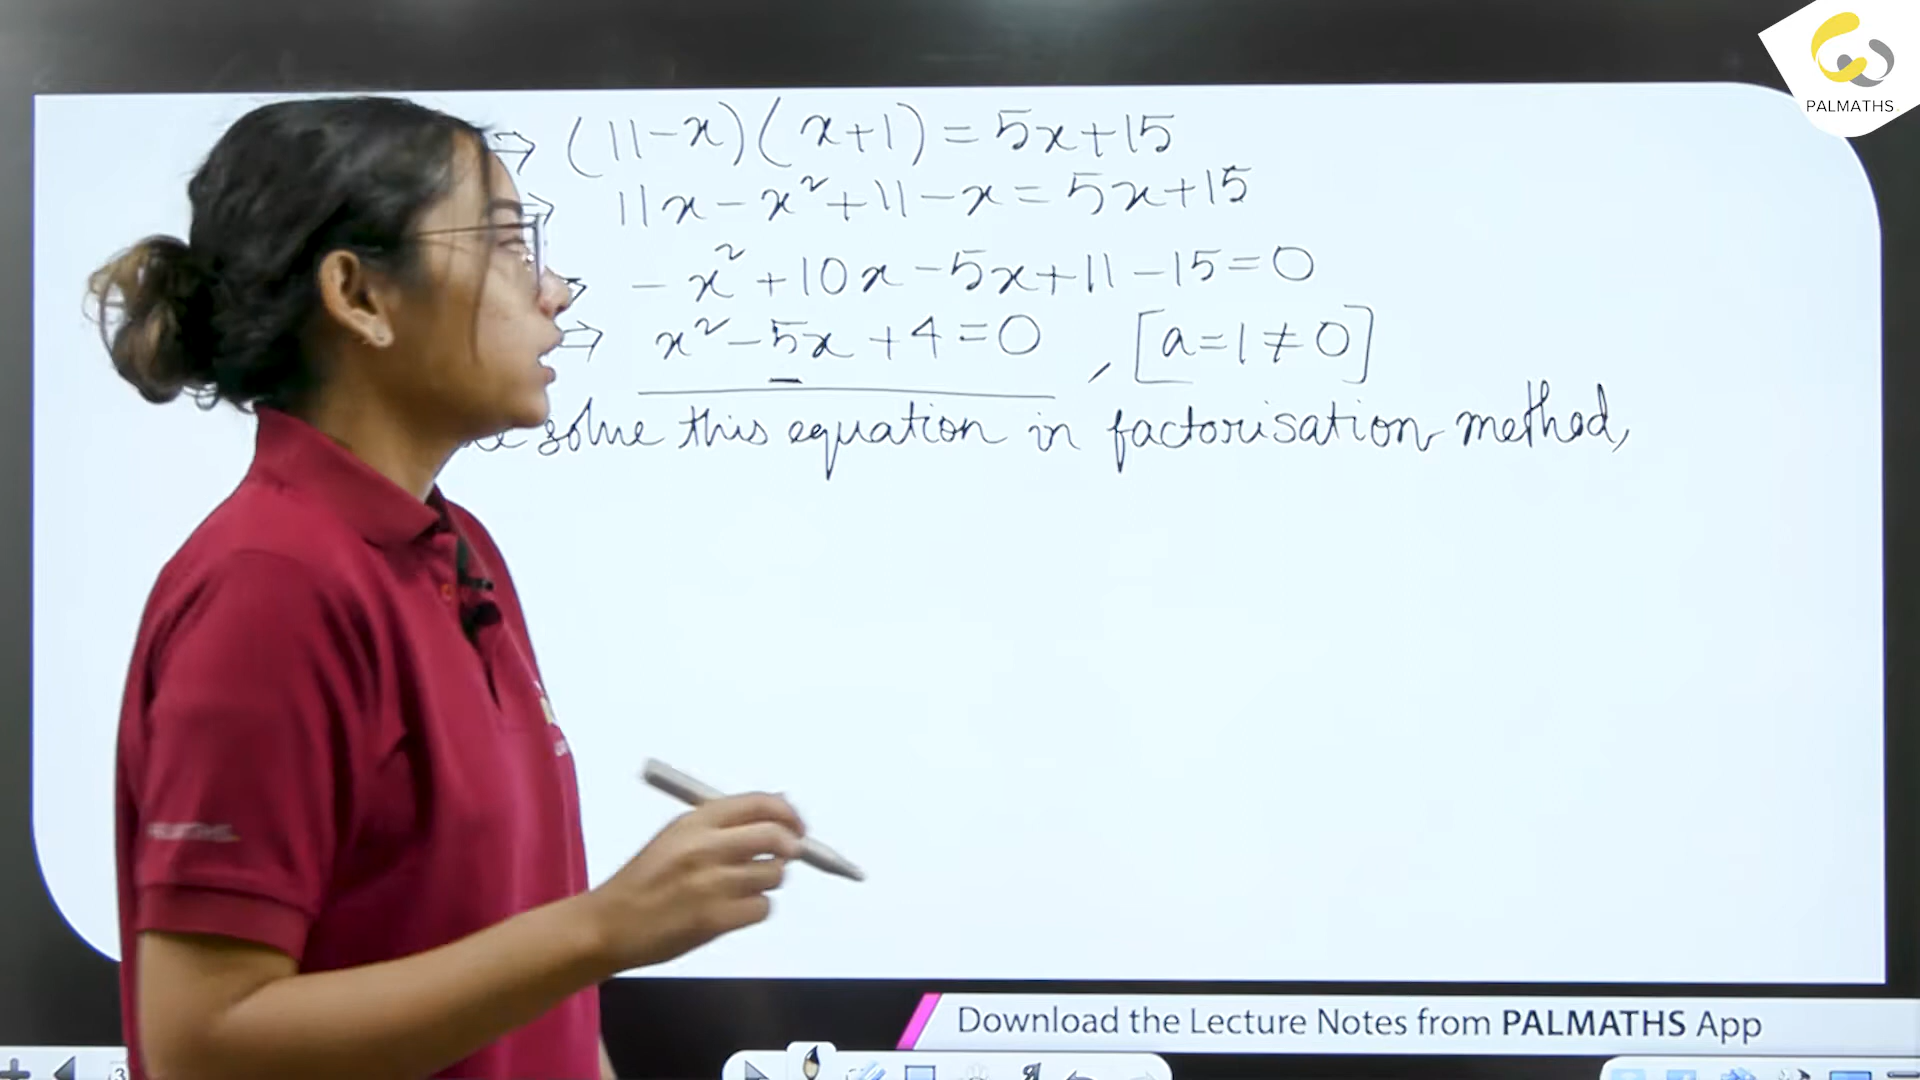 ⇒ (11-x)(x+1) = 5x+15
11x - x² + 11 - x = 5x+15
- x² + 10x - 5x + 11 - 15 = 0
⇒ x² - 5x + 4 = 0 , [a=1 ≠ 0]
solve this equation in factorisation method,
PALMATHS
Download the Lecture Notes from PALMATHS App